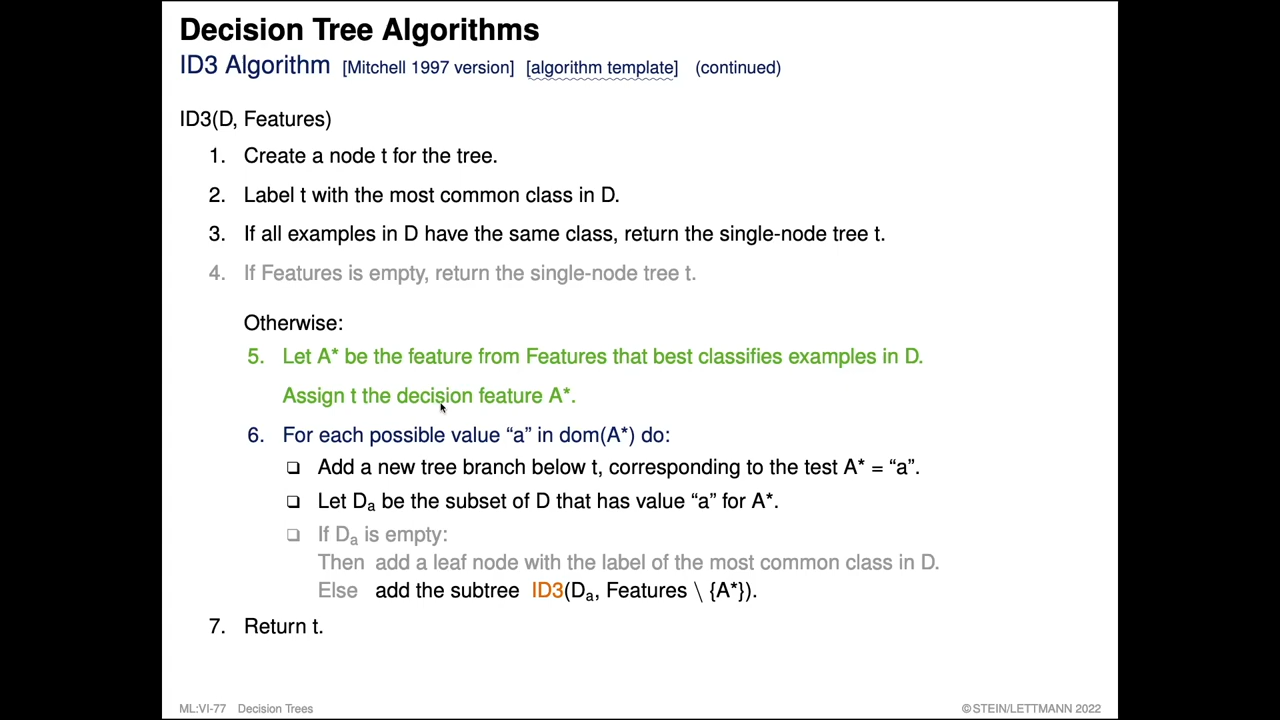 Decision Tree Algorithms
ID3 Algorithm [Mitchell 1997 version] [algorithm template] (continued)
ID3(D, Features)
1. Create a node t for the tree.
2. Label t with the most common class in D.
3. If all examples in D have the same class, return the single-node tree t.
4. If Features is empty, return the single-node tree t.
Otherwise:
5. Let A* be the feature from Features that best classifies examples in D.
Assign t the decision feature A*.
6. For each possible value “a” in dom(A*) do:
❑ Add a new tree branch below t, corresponding to the test A* = “a”.
❑ Let Dₐ be the subset of D that has value “a” for A*.
❑ If Dₐ is empty:
Then add a leaf node with the label of the most common class in D.
Else add the subtree ID3(Dₐ, Features \ {A*}).
7. Return t.
ML:VI-77 Decision Trees ©STEIN/LETTMANN 2022